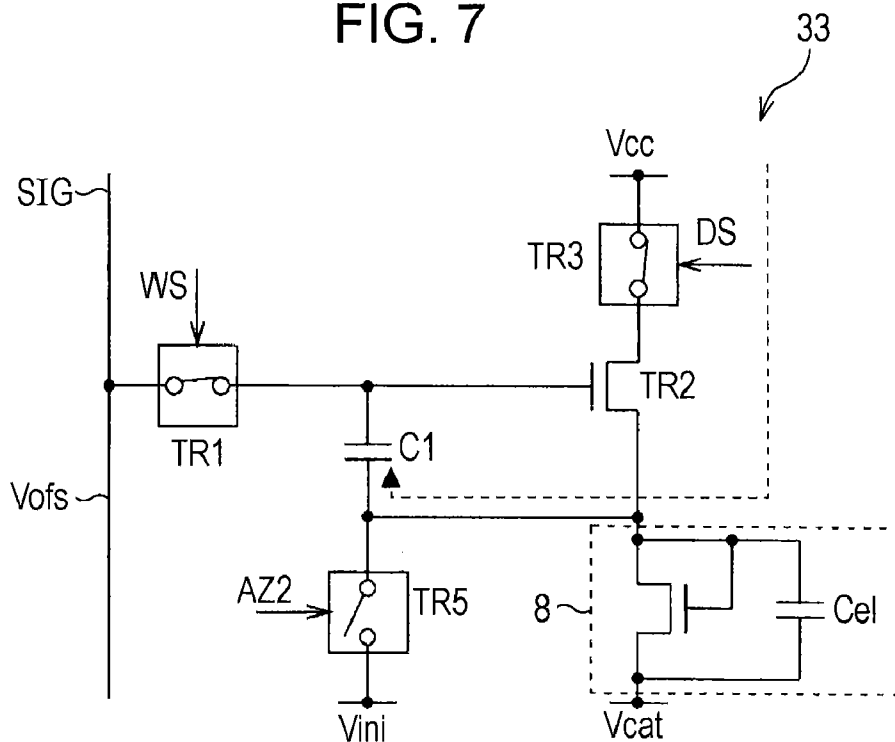 FIG. 7
33
Vcc
SIG
TR3
DS
WS
TR2
TR1
C1
Vofs
AZ2
TR5
8
Cel
Vini
Vcat